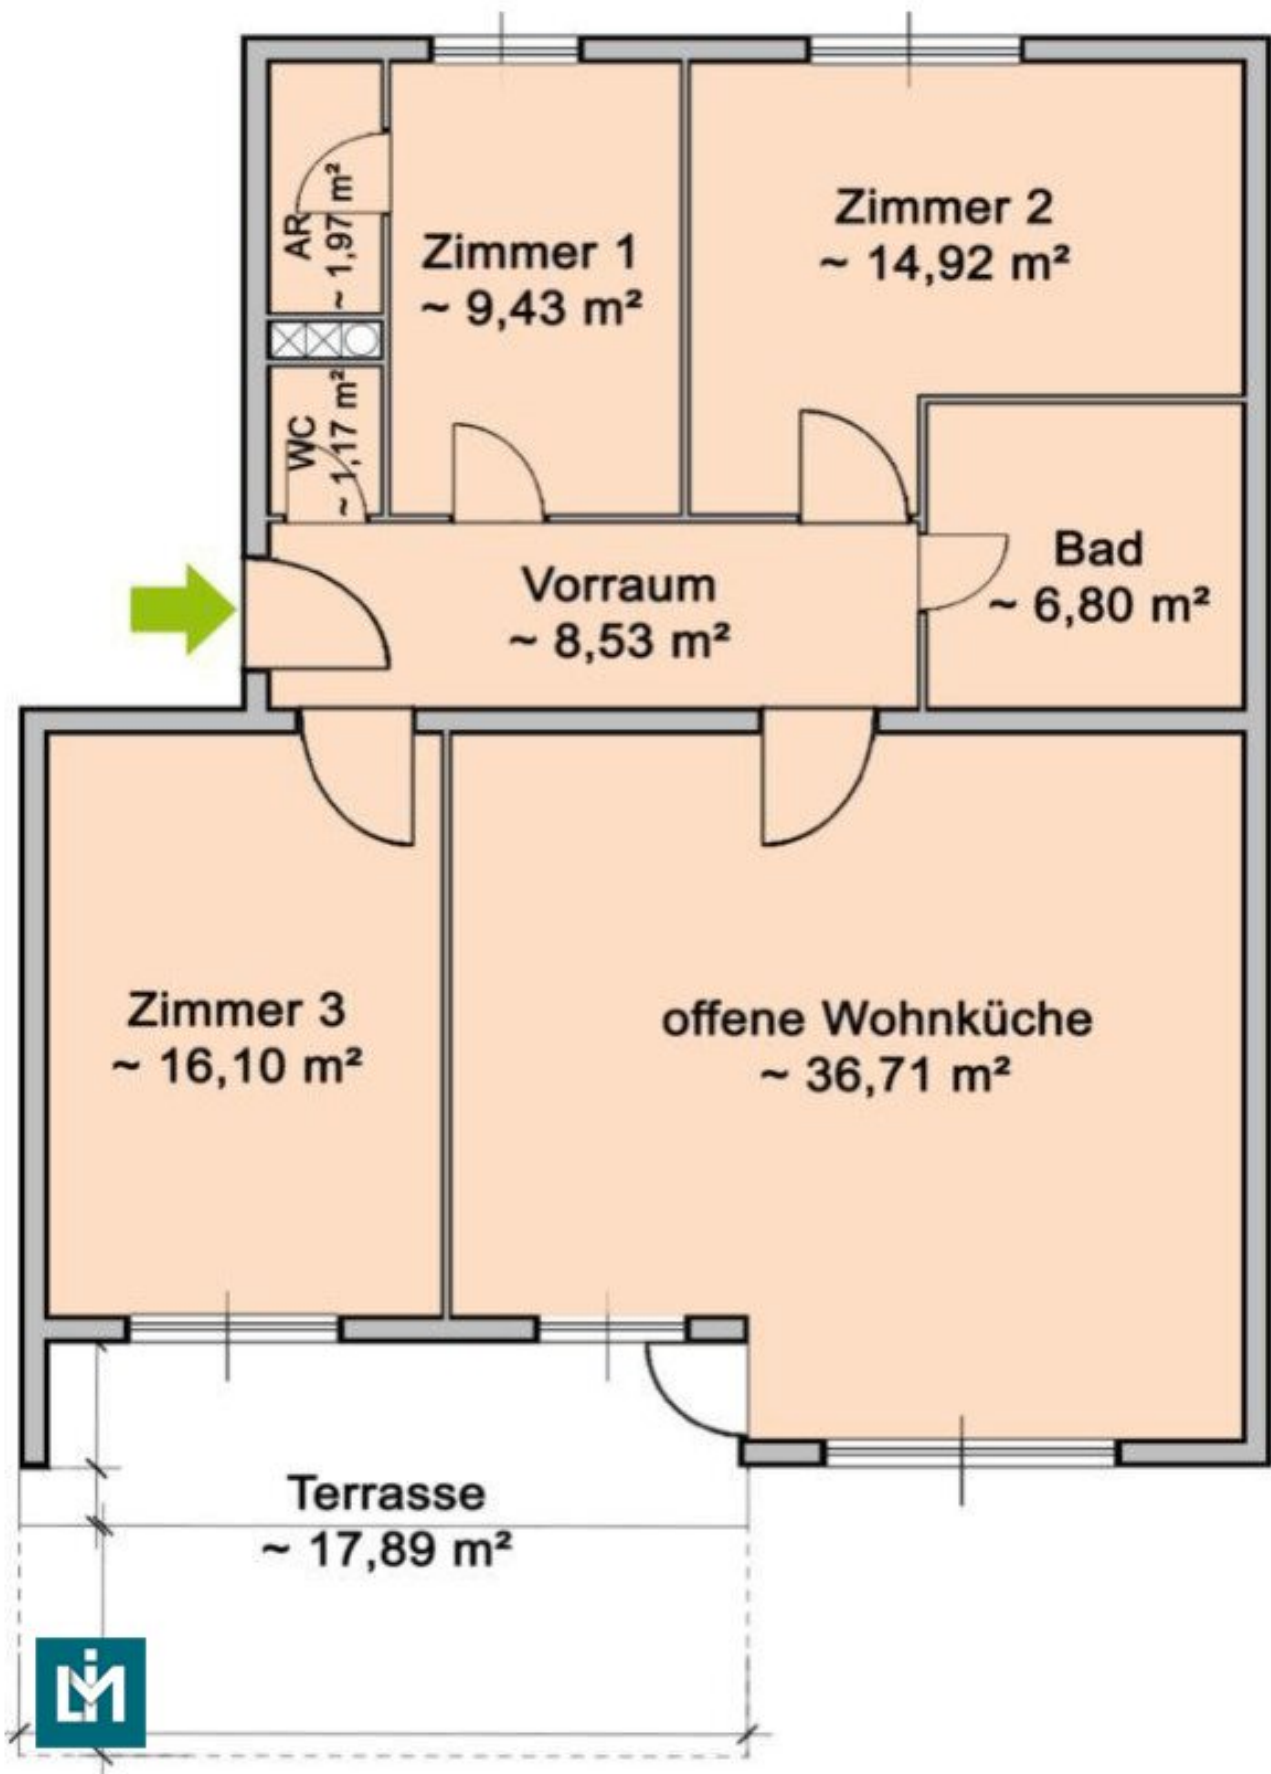 AR
~ 1,97 m²
Zimmer 1
~ 9,43 m²
Zimmer 2
~ 14,92 m²
WC
~ 1,17 m²
Vorraum
~ 8,53 m²
Bad
~ 6,80 m²
Zimmer 3
~ 16,10 m²
offene Wohnküche
~ 36,71 m²
Terrasse
~ 17,89 m²
LiM